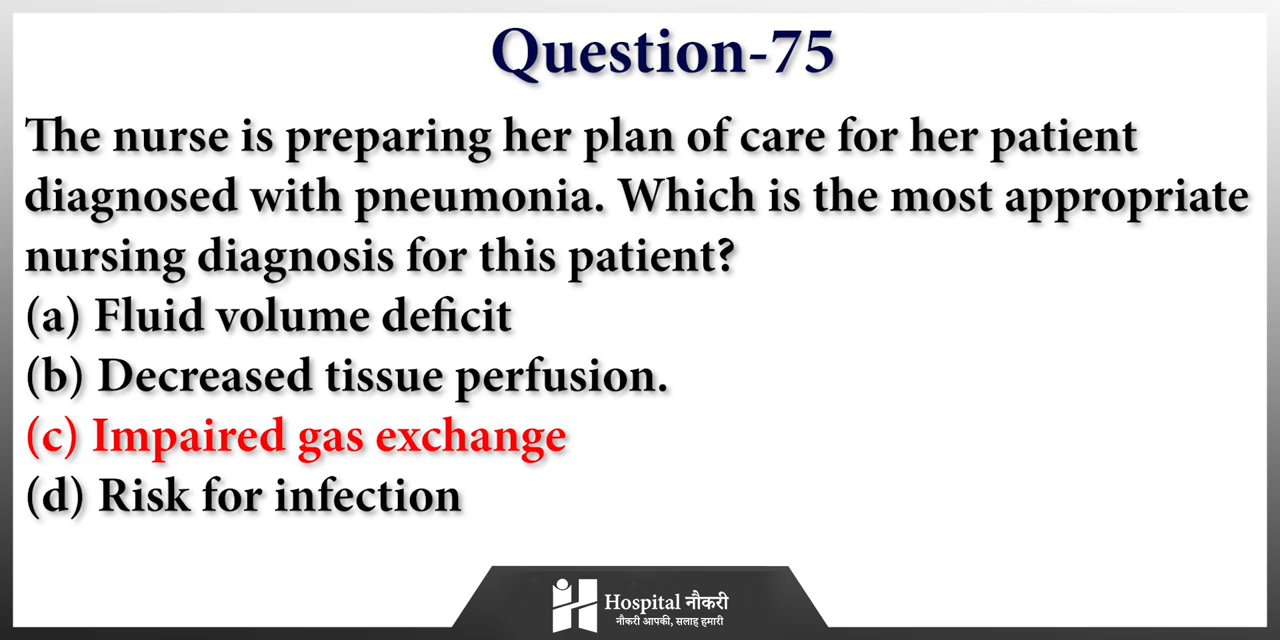 Question-75
The nurse is preparing her plan of care for her patient
diagnosed with pneumonia. Which is the most appropriate
nursing diagnosis for this patient?
(a) Fluid volume deficit
(b) Decreased tissue perfusion.
(c) Impaired gas exchange
(d) Risk for infection
Hospital नौकरी
नौकरी आपकी, सलाह हमारी